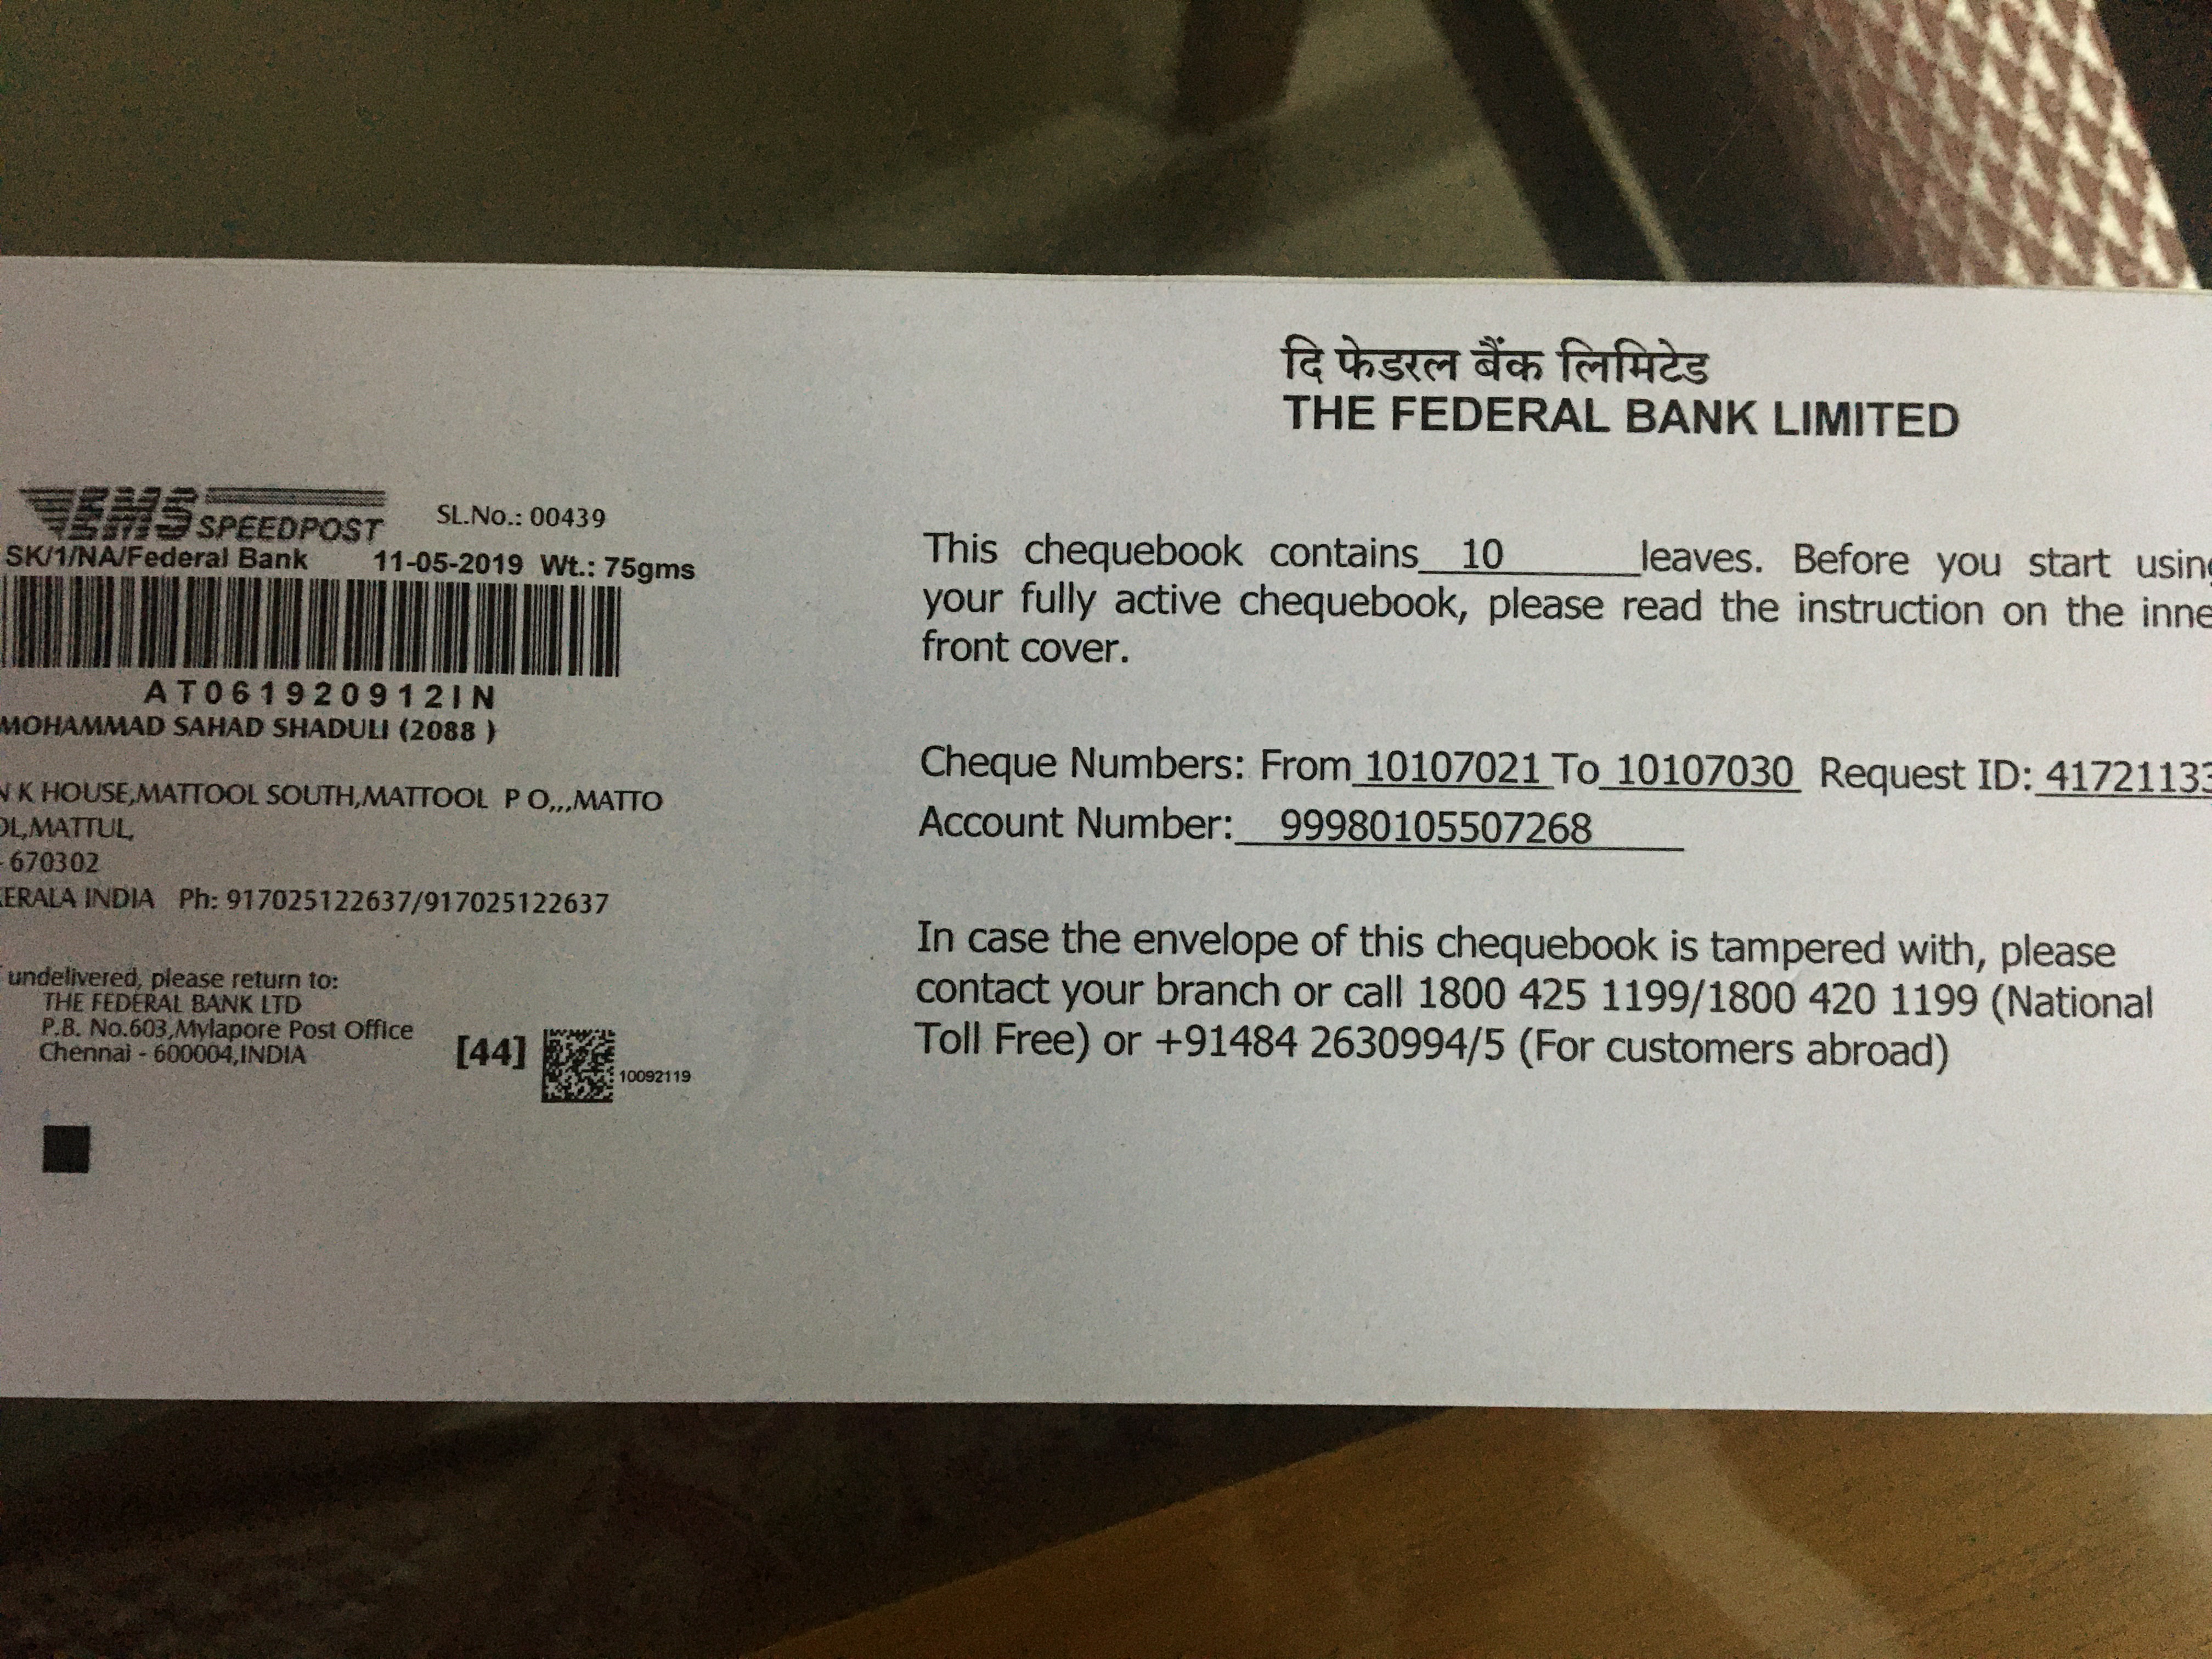 दि फेडरल बैंक लिमिटेड
THE FEDERAL BANK LIMITED
EMS SPEEDPOST SL.No.: 00439
SK/1/NA/Federal Bank 11-05-2019 Wt.: 75gms
AT061920912IN
MOHAMMAD SAHAD SHADULI (2088 )
N K HOUSE,MATTOOL SOUTH,MATTOOL P O,,,MATTO
OL,MATTUL,
- 670302
KERALA INDIA Ph: 917025122637/917025122637
undelivered, please return to:
THE FEDERAL BANK LTD
P.B. No.603,Mylapore Post Office
Chennai - 600004,INDIA
[44] 10092119
This chequebook contains 10 leaves. Before you start using
your fully active chequebook, please read the instruction on the inne
front cover.
Cheque Numbers: From 10107021 To 10107030 Request ID: 41721133
Account Number: 99980105507268
In case the envelope of this chequebook is tampered with, please
contact your branch or call 1800 425 1199/1800 420 1199 (National
Toll Free) or +91484 2630994/5 (For customers abroad)